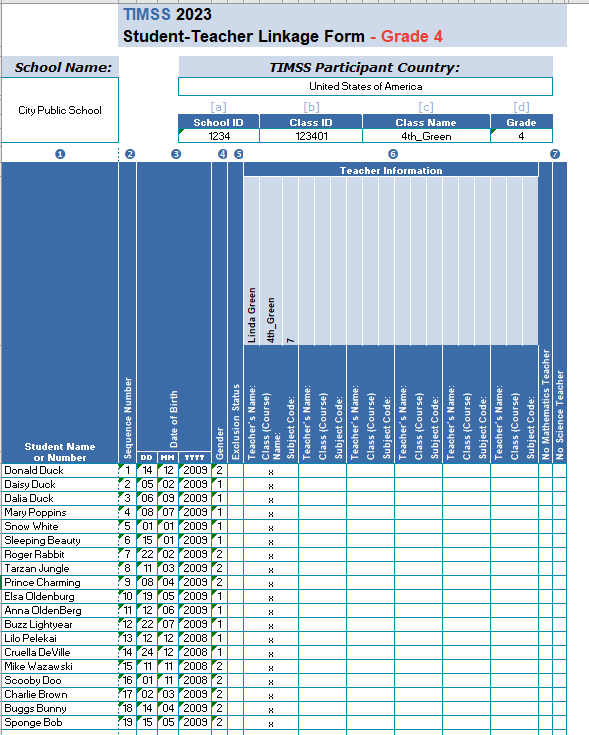 TIMSS 2023
Student-Teacher Linkage Form - Grade 4
School Name:
TIMSS Participant Country:
City Public School
United States of America
[a] [b] [c] [d]
School ID Class ID Class Name Grade
1234 123401 4th_Green 4
1 2 3 4 5 6 7
Teacher Information
Linda Green
4th_Green
7
Student Name
or Number
Sequence Number
Date of Birth
DD MM YYYY
Gender
Exclusion Status
Teacher's Name:
Class (Course)
Name:
Subject Code:
Teacher's Name:
Class (Course)
Subject Code:
Teacher's Name:
Class (Course)
Subject Code:
Teacher's Name:
Class (Course)
Subject Code:
Teacher's Name:
Class (Course)
Subject Code:
Teacher's Name:
Class (Course)
Subject Code:
No Mathematics Teacher
No Science Teacher
Donald Duck 1 14 12 2009 2 x
Daisy Duck 2 05 02 2009 1 x
Dalia Duck 3 06 09 2009 1 x
Mary Poppins 4 08 07 2009 1 x
Snow White 5 01 01 2009 1 x
Sleeping Beauty 6 15 01 2009 1 x
Roger Rabbit 7 22 02 2009 2 x
Tarzan Jungle 8 11 03 2009 2 x
Prince Charming 9 08 04 2009 2 x
Elsa Oldenburg 10 19 05 2009 1 x
Anna OldenBerg 11 12 06 2009 1 x
Buzz Lightyear 12 22 07 2009 1 x
Lilo Pelekai 13 12 12 2008 1 x
Cruella DeVille 14 24 12 2008 1 x
Mike Wazawski 15 11 11 2008 2 x
Scooby Doo 16 01 11 2008 2 x
Charlie Brown 17 02 03 2009 2 x
Buggs Bunny 18 14 04 2009 2 x
Sponge Bob 19 15 05 2009 2 x